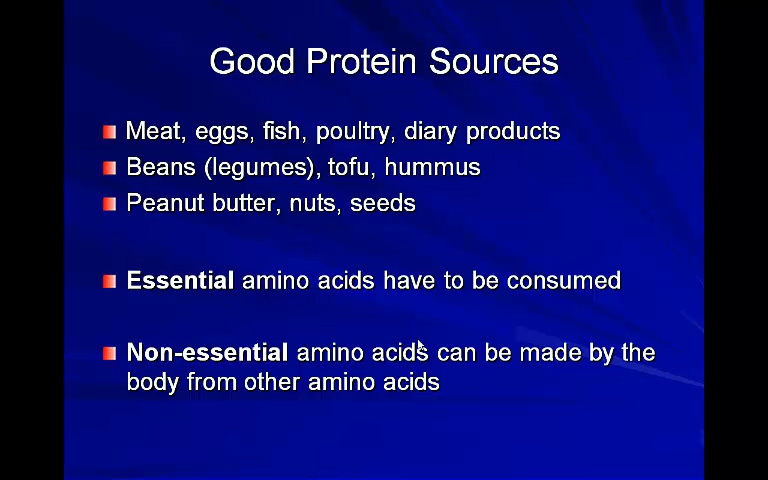 Good Protein Sources
Meat, eggs, fish, poultry, diary products
Beans (legumes), tofu, hummus
Peanut butter, nuts, seeds
Essential amino acids have to be consumed
Non-essential amino acids can be made by the
body from other amino acids